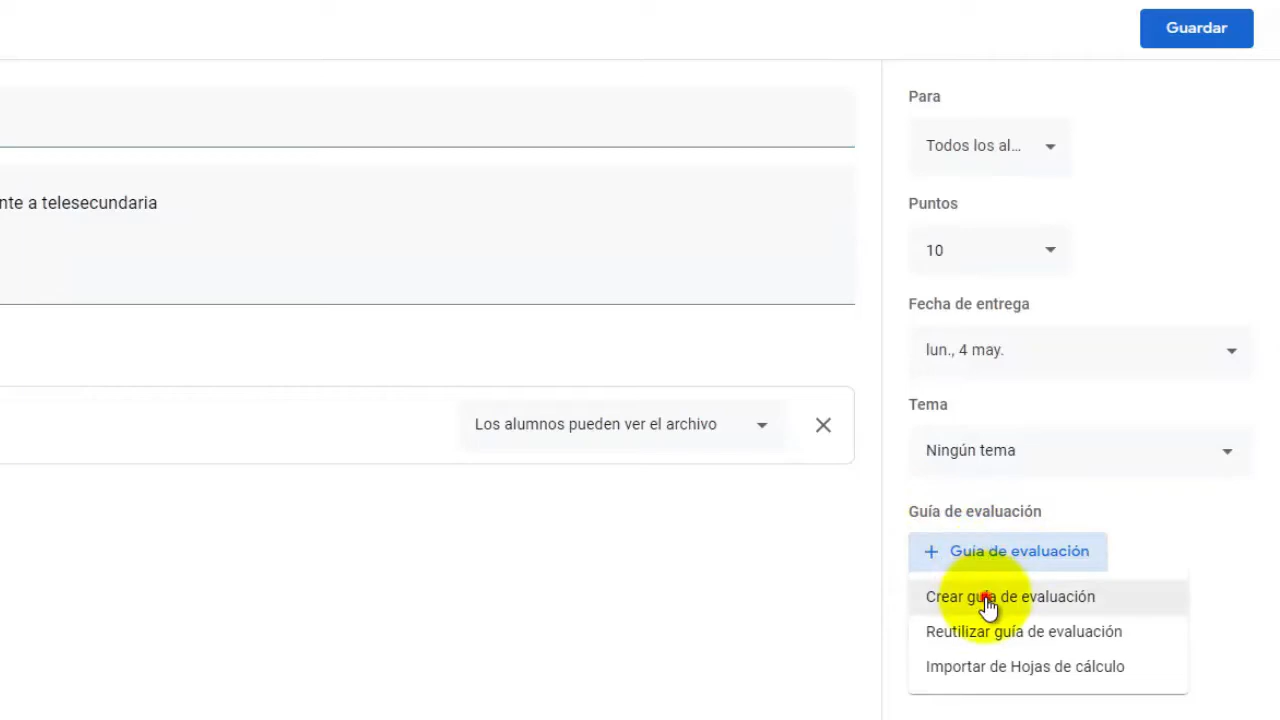 Guardar
Para
Todos los al...
Puntos
10
nte a telesecundaria
Fecha de entrega
lun., 4 may.
Tema
Ningún tema
Los alumnos pueden ver el archivo
Guía de evaluación
+ Guía de evaluación
Crear guía de evaluación
Reutilizar guía de evaluación
Importar de Hojas de cálculo